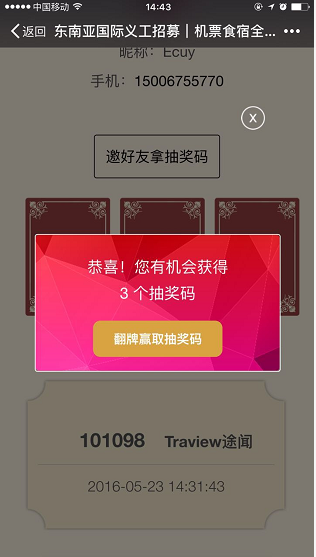 中国移动 14:43
返回 东南亚国际义工招募｜机票食宿全...
昵称：Ecuy
手机：15006755770
邀好友拿抽奖码
X
恭喜！您有机会获得
3 个抽奖码
翻牌赢取抽奖码
101098 Traview途闻
2016-05-23 14:31:43